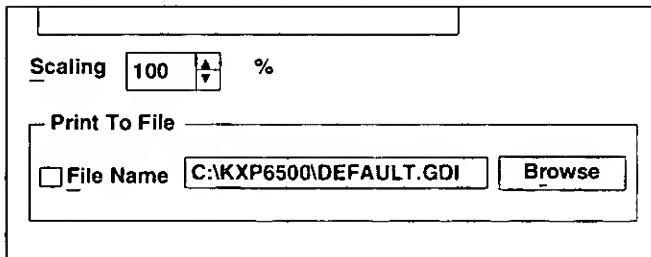 Scaling 100 %
Print To File
File Name C:\KXP6500\DEFAULT.GDI Browse